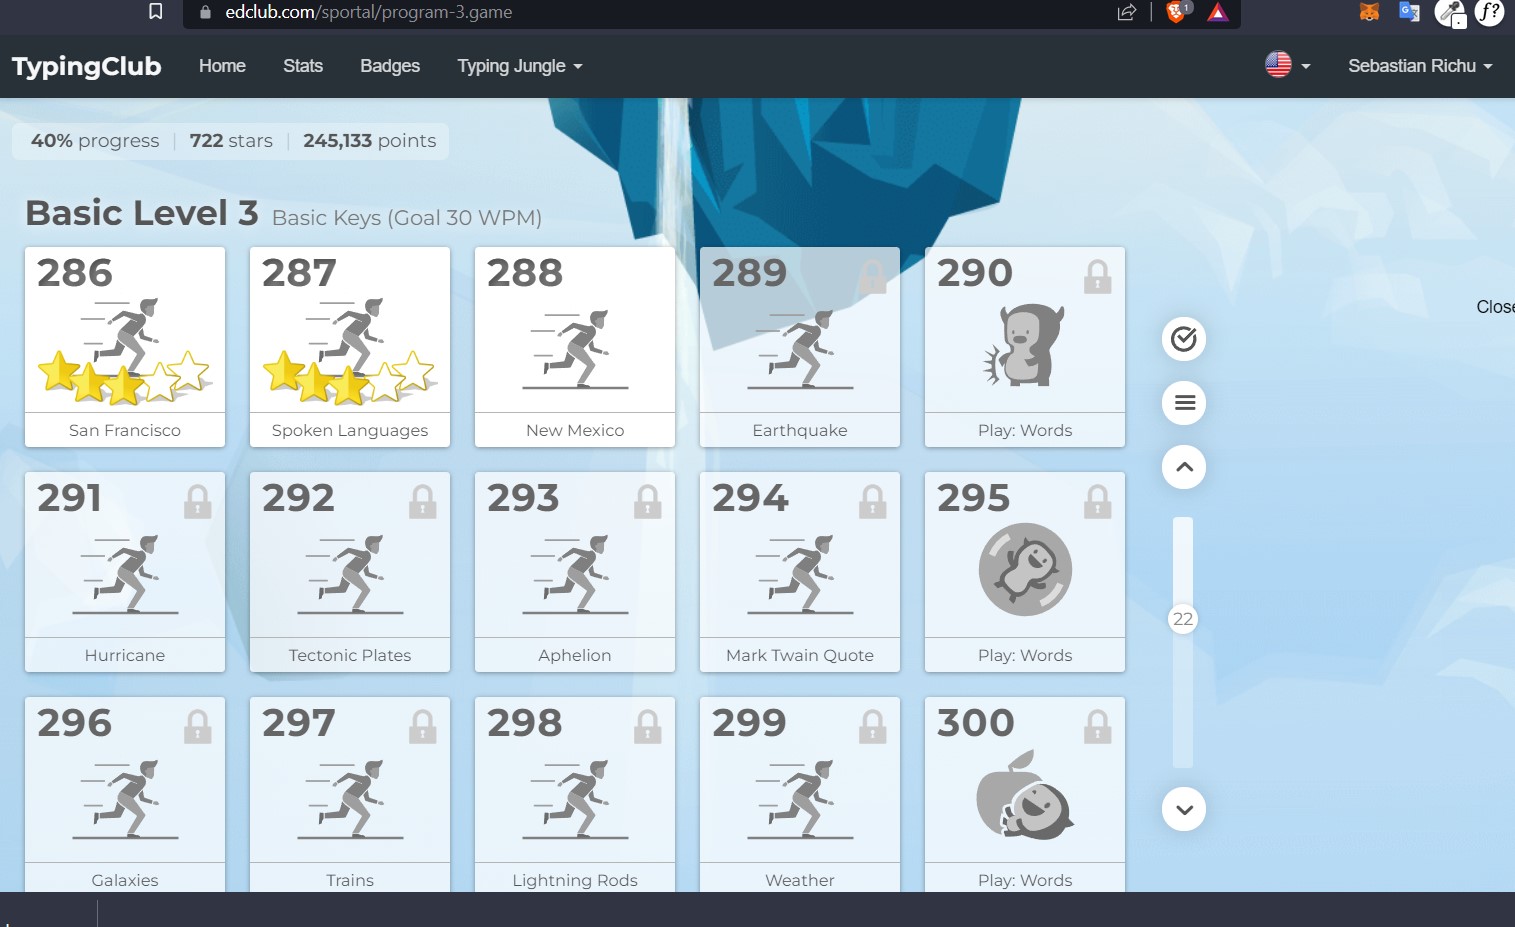 edclub.com/sportal/program-3.game
1
f?
TypingClub Home Stats Badges Typing Jungle Sebastian Richu
40% progress 722 stars 245,133 points
Basic Level 3 Basic Keys (Goal 30 WPM)
286 287 288 289 290
Close
San Francisco Spoken Languages New Mexico Earthquake Play: Words
291 292 293 294 295
22
Hurricane Tectonic Plates Aphelion Mark Twain Quote Play: Words
296 297 298 299 300
Galaxies Trains Lightning Rods Weather Play: Words